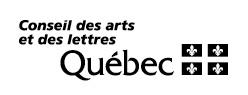 Conseil des arts
et des lettres
Québec